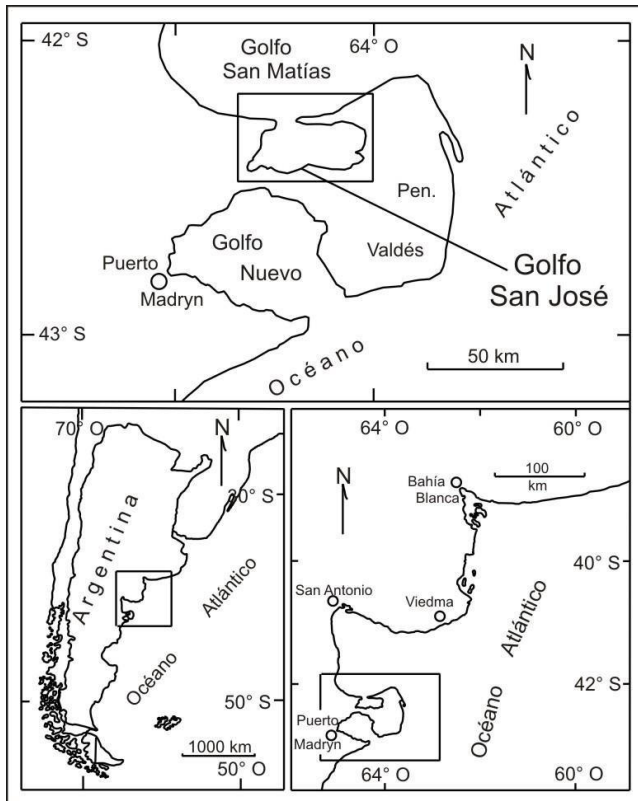 42° S
Golfo
San Matías
64° O
N
Atlántico
Pen.
Valdés
Golfo
Nuevo
Puerto
Madryn
Golfo
San José
43° S
Océano
50 km
70° O
N
Argentina
Atlántico
Océano
50° S
1000 km
50° O
64° O
60° O
N
100
km
Bahía
Blanca
40° S
San Antonio
Viedma
Atlántico
Océano
42° S
Puerto
Madryn
64° O
60° O